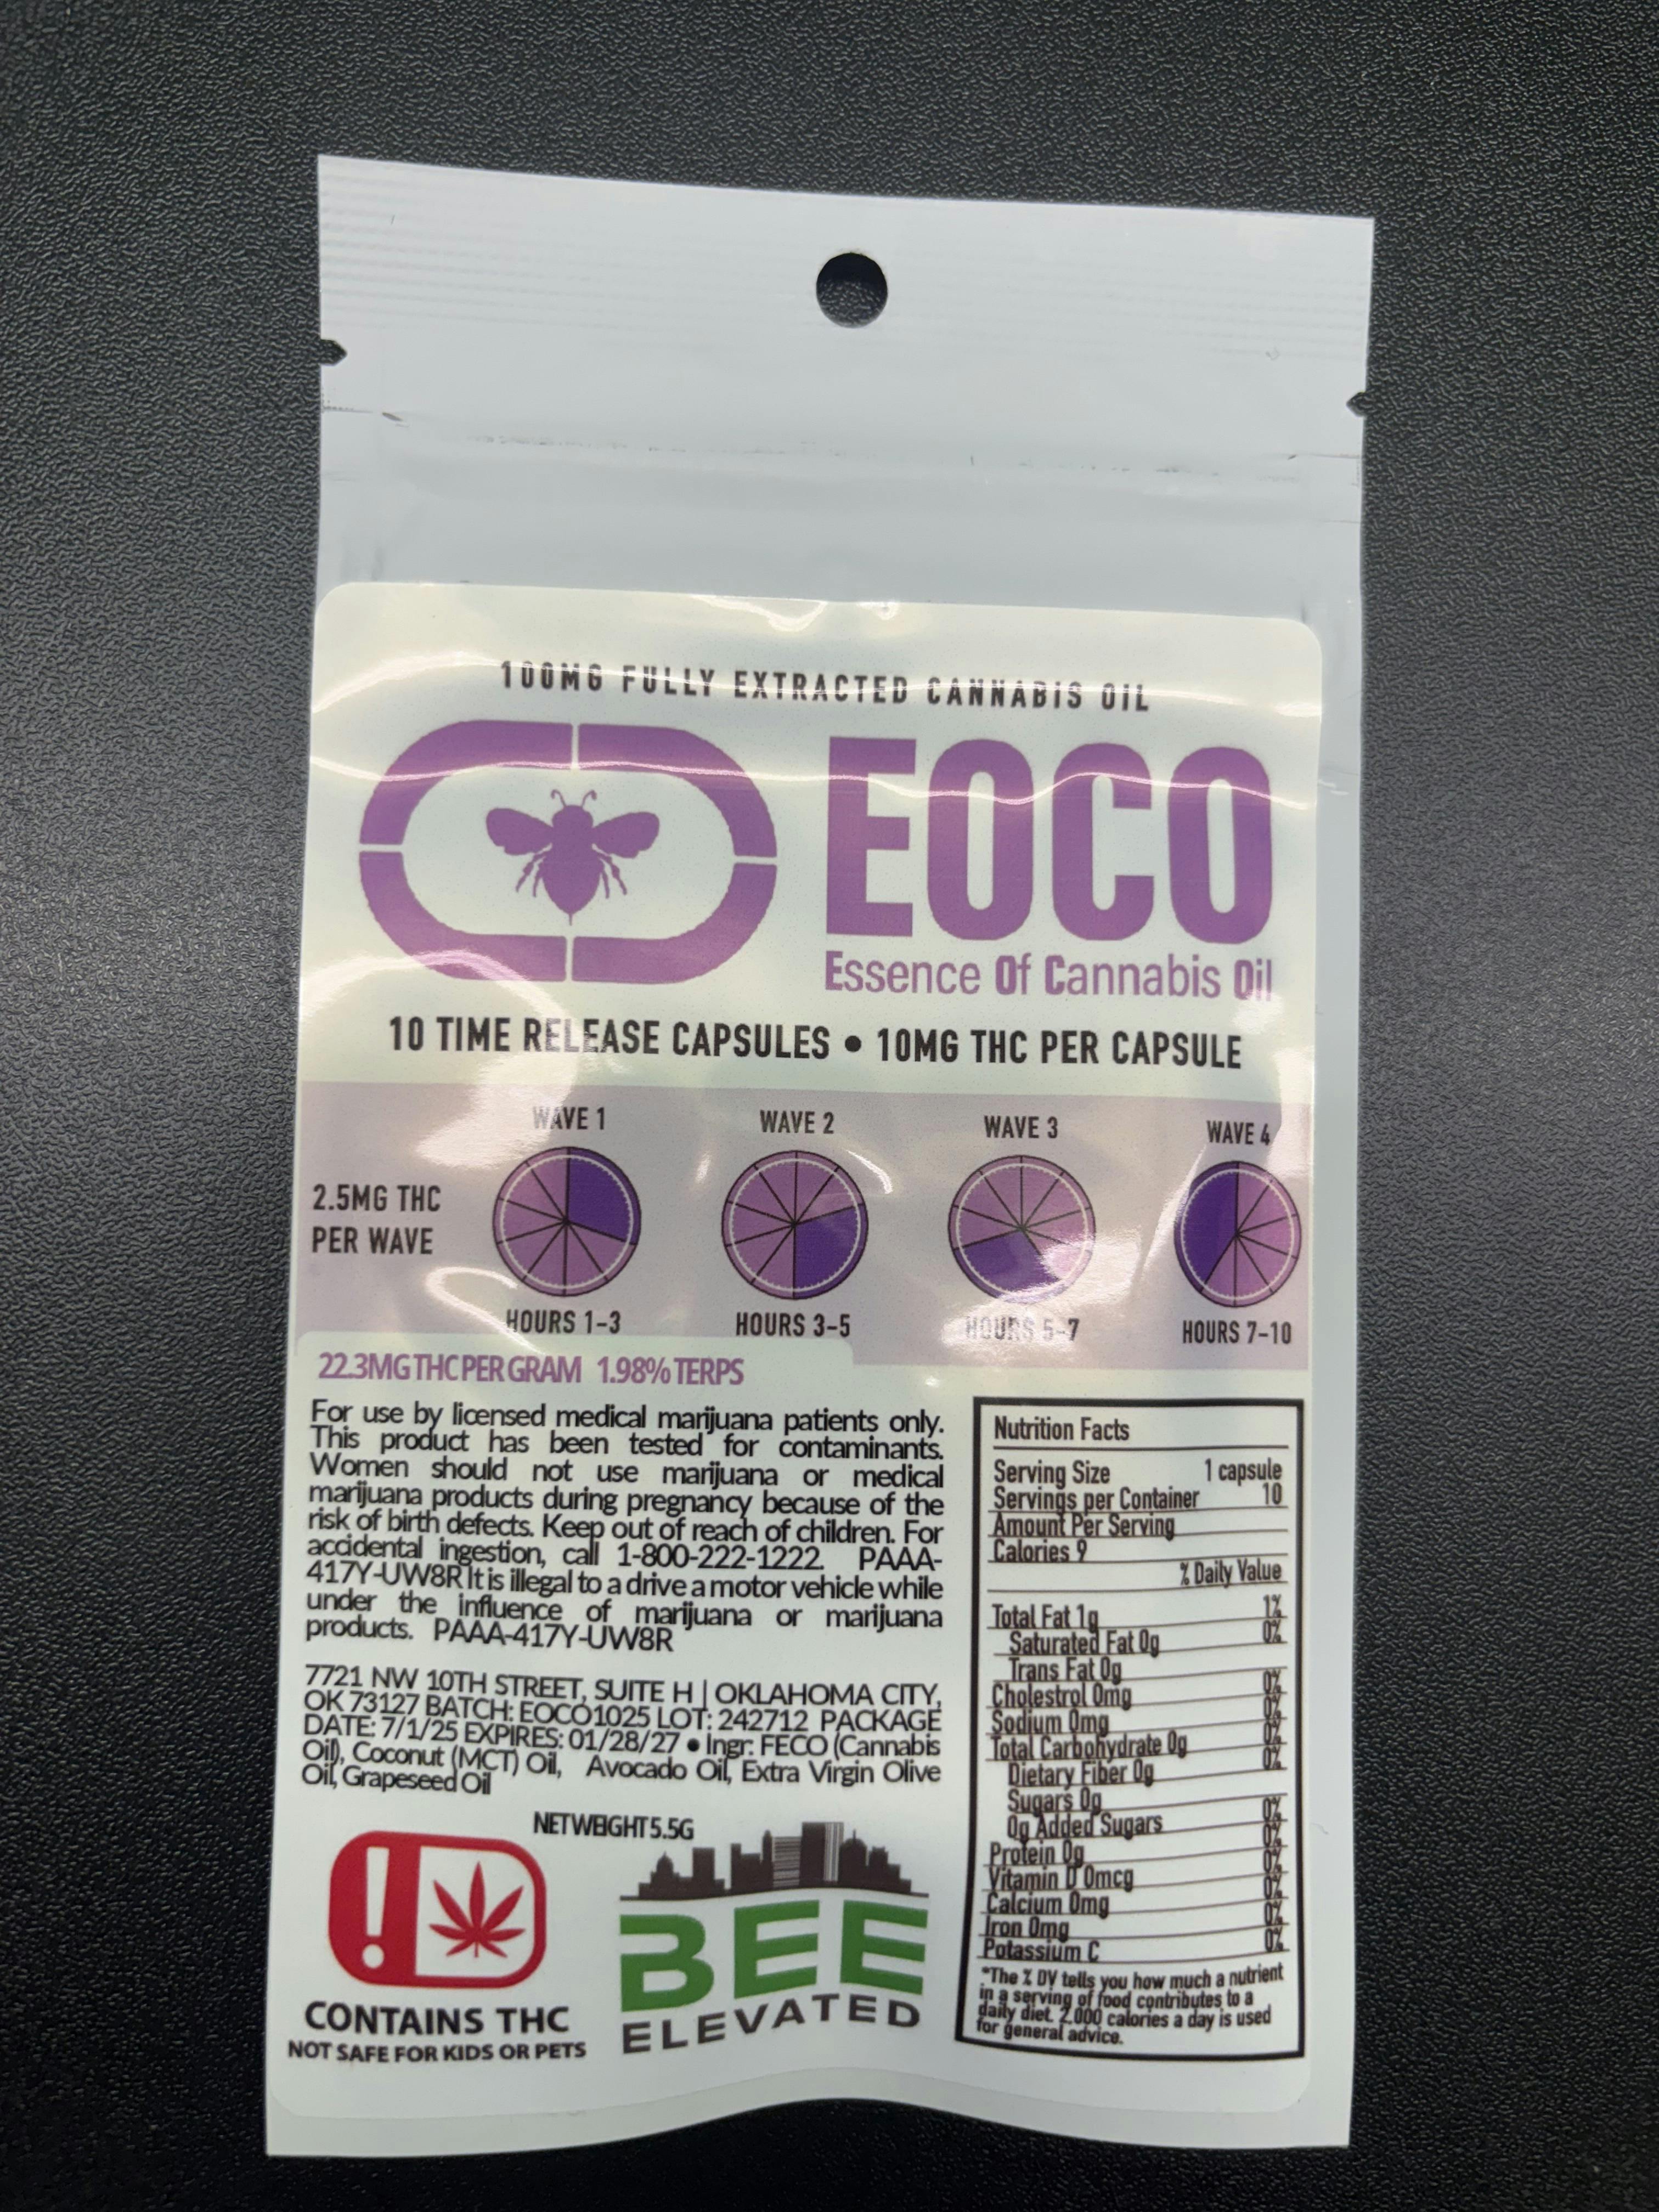 100MG FULLY EXTRACTED CANNABIS OIL
EOCO
Essence Of Cannabis Oil
10 TIME RELEASE CAPSULES • 10MG THC PER CAPSULE
WAVE 1
WAVE 2
WAVE 3
WAVE 4
2.5MG THC
PER WAVE
HOURS 1-3
HOURS 3-5
HOURS 5-7
HOURS 7-10
22.3MG THC PER GRAM 1.98% TERPS
For use by licensed medical marijuana patients only.
This product has been tested for contaminants.
Women should not use marijuana or medical
marijuana products during pregnancy because of the
risk of birth defects. Keep out of reach of children. For
accidental ingestion, call 1-800-222-1222. PAAA-
417Y-UW8R It is illegal to a drive a motor vehicle while
under the influence of marijuana or marijuana
products. PAAA-417Y-UW8R
7721 NW 10TH STREET, SUITE H | OKLAHOMA CITY,
OK 73127 BATCH: EOCO1025 LOT: 242712 PACKAGE
DATE: 7/1/25 EXPIRES: 01/28/27 • Ingr: FECO (Cannabis
Oil), Coconut (MCT) Oil, Avocado Oil, Extra Virgin Olive
Oil, Grapeseed Oil
NET WEIGHT 5.5G
!
CONTAINS THC
NOT SAFE FOR KIDS OR PETS
BEE
ELEVATED
Nutrition Facts
Serving Size 1 capsule
Servings per Container 10
Amount Per Serving
Calories 9
% Daily Value
Total Fat 1g 1%
Saturated Fat 0g 0%
Trans Fat 0g
Cholestrol 0mg 0%
Sodium 0mg 0%
Total Carbohydrate 0g 0%
Dietary Fiber 0g 0%
Sugars 0g
0g Added Sugars 0%
Protein 0g 0%
Vitamin D 0mcg 0%
Calcium 0mg 0%
Iron 0mg 0%
Potassium C 0%
*The % DV tells you how much a nutrient
in a serving of food contributes to a
daily diet. 2,000 calories a day is used
for general advice.